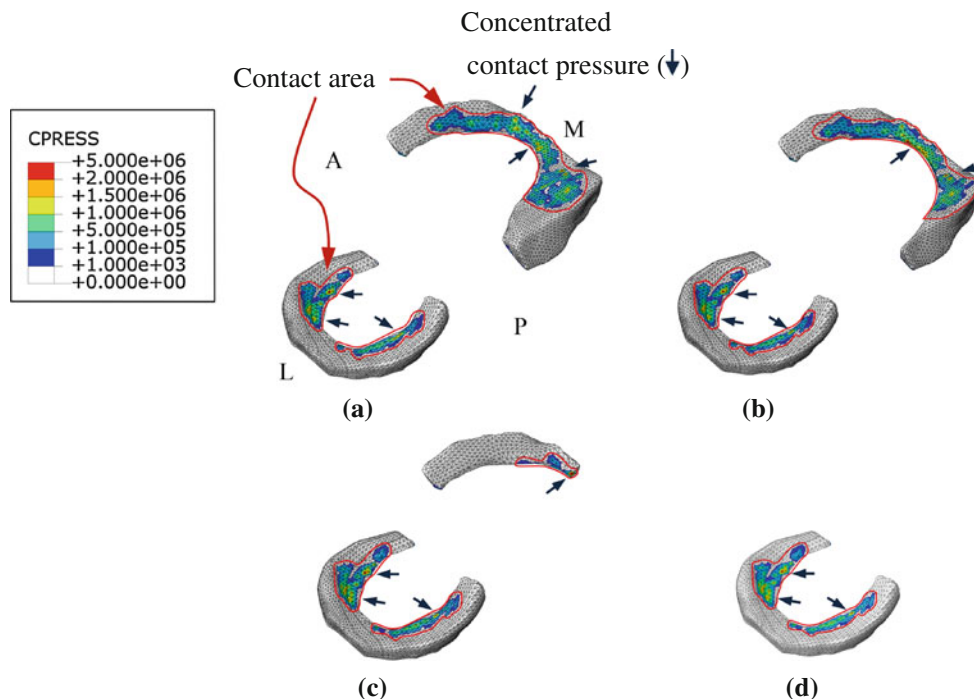 Concentrated
contact pressure (↓)
Contact area
M
A
CPRESS
+5.000e+06
+2.000e+06
+1.500e+06
+1.000e+06
+5.000e+05
+1.000e+05
+1.000e+03
+0.000e+00
P
L
(a)
(b)
(c)
(d)